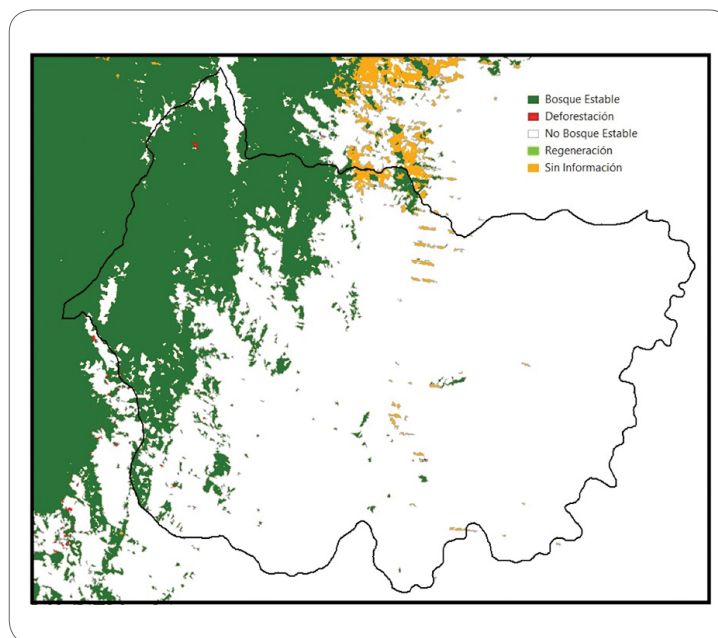 Bosque Estable
Deforestación
No Bosque Estable
Regeneración
Sin Información